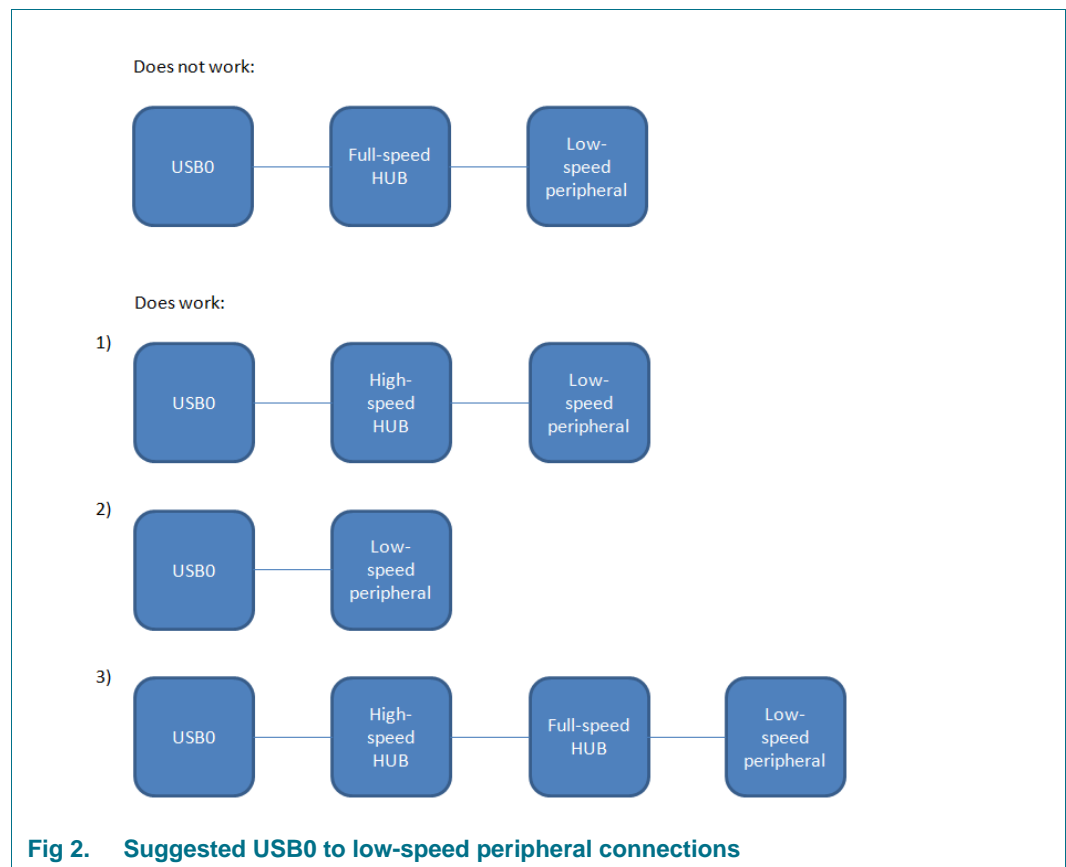 Does not work:
USB0
Full-speed
HUB
Low-
speed
peripheral
Does work:
1)
USB0
High-
speed
HUB
Low-
speed
peripheral
2)
USB0
Low-
speed
peripheral
3)
USB0
High-
speed
HUB
Full-speed
HUB
Low-
speed
peripheral
Fig 2. Suggested USB0 to low-speed peripheral connections